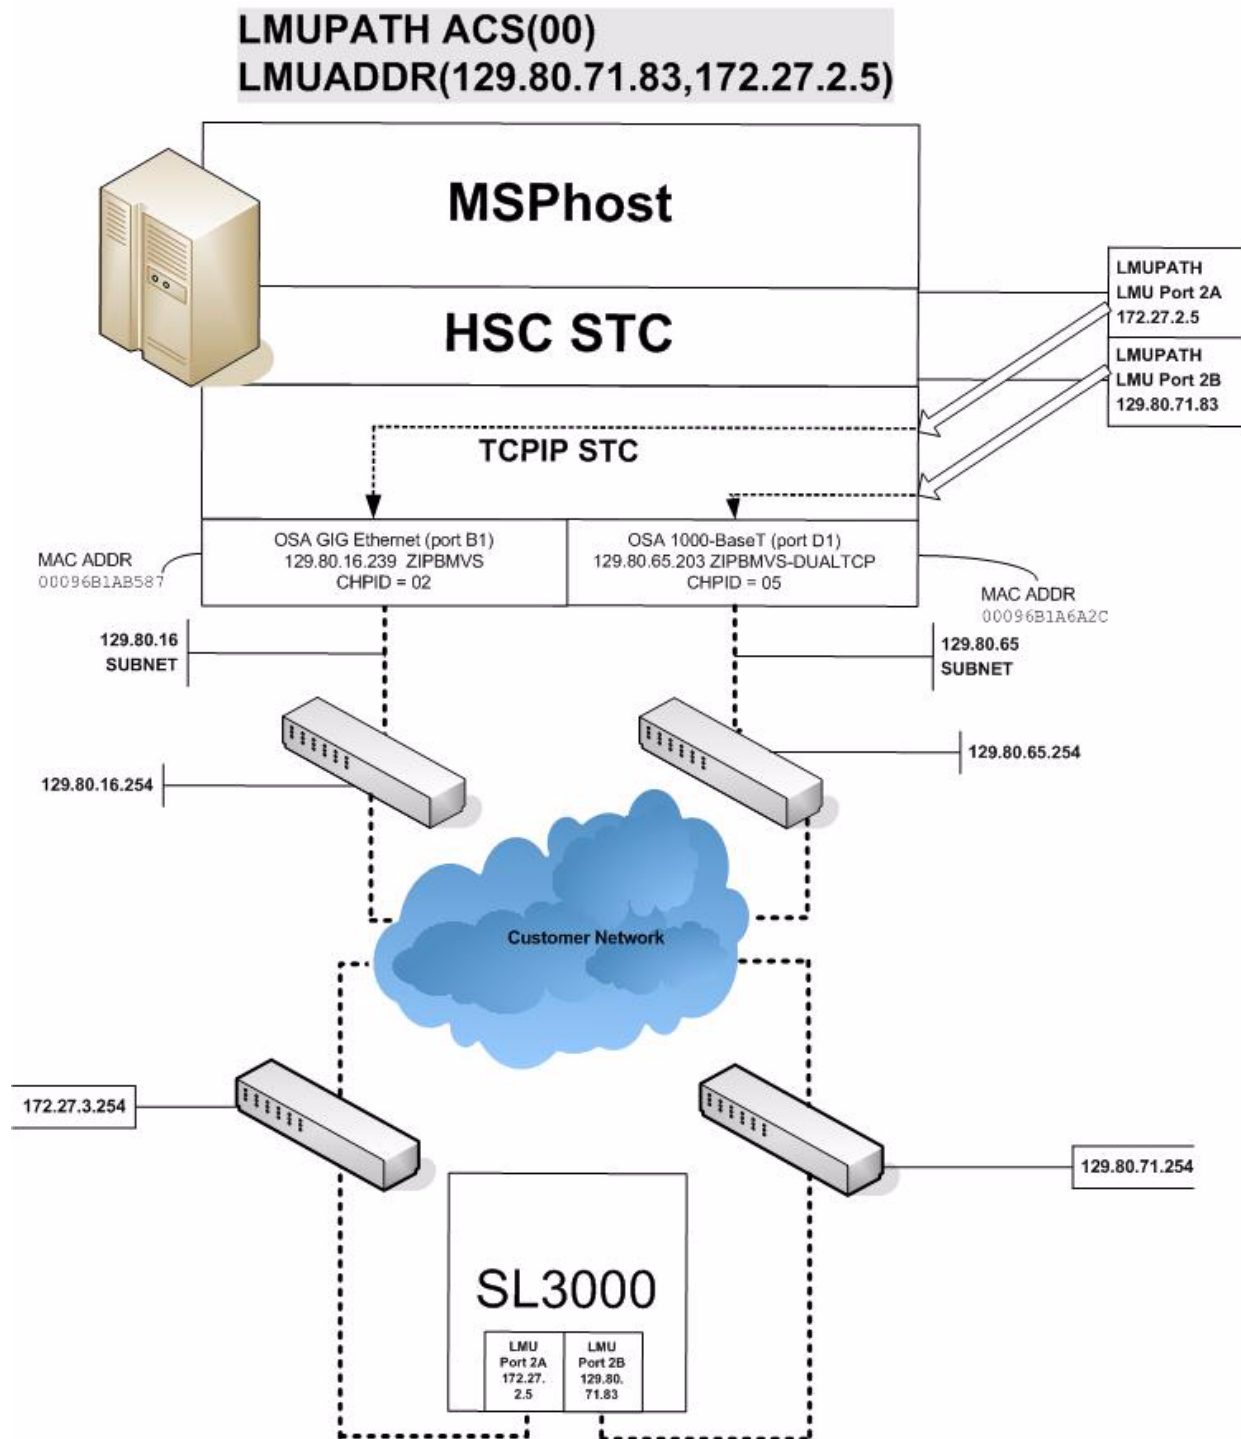 LMUPATH ACS(00)
LMUADDR(129.80.71.83,172.27.2.5)
MSPhost
HSC STC
LMUPATH
LMU Port 2A
172.27.2.5
LMUPATH
LMU Port 2B
129.80.71.83
TCPIP STC
OSA GIG Ethernet (port B1)
129.80.16.239 ZIPBMVS
CHPID = 02
OSA 1000-BaseT (port D1)
129.80.65.203 ZIPBMVS-DUALTCP
CHPID = 05
MAC ADDR
00096B1AB587
MAC ADDR
00096B1A6A2C
129.80.16
SUBNET
129.80.65
SUBNET
129.80.16.254
129.80.65.254
Customer Network
172.27.3.254
129.80.71.254
SL3000
LMU
Port 2A
172.27.
2.5
LMU
Port 2B
129.80.
71.83